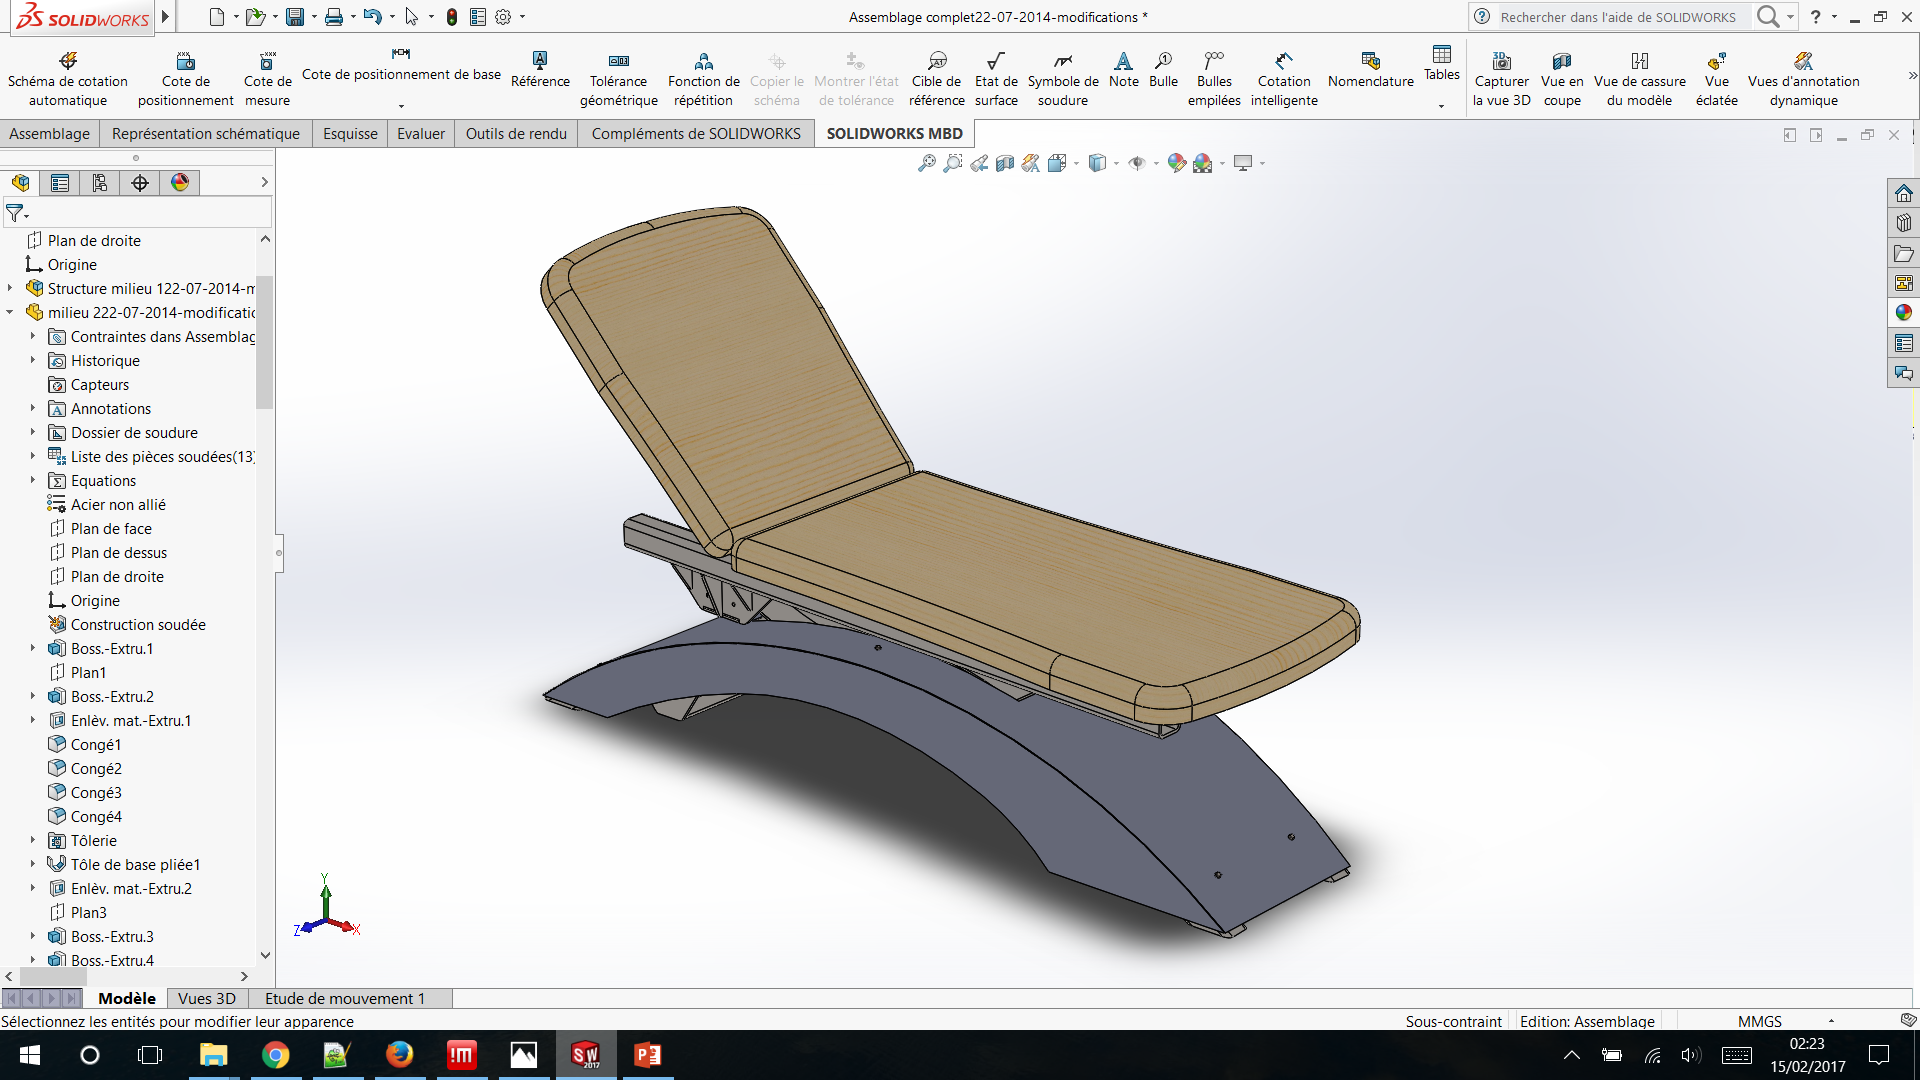 SOLIDWORKS
Assemblage complet22-07-2014-modifications *
Rechercher dans l'aide de SOLIDWORKS
Schéma de cotation automatique
Cote de positionnement
Cote de mesure
Cote de positionnement de base
Référence
Tolérance géométrique
Fonction de répétition
Copier le schéma
Montrer l'état de tolérance
Cible de référence
Etat de surface
Symbole de soudure
Note
Bulle
Bulles empilées
Cotation intelligente
Nomenclature
Tables
Capturer la vue 3D
Vue en coupe
Vue de cassure du modèle
Vue éclatée
Vues d'annotation dynamique
Assemblage
Représentation schématique
Esquisse
Evaluer
Outils de rendu
Compléments de SOLIDWORKS
SOLIDWORKS MBD
Plan de droite
Origine
Structure milieu 122-07-2014-m
milieu 222-07-2014-modificatio
Contraintes dans Assemblag
Historique
Capteurs
Annotations
Dossier de soudure
Liste des pièces soudées(13)
Equations
Acier non allié
Plan de face
Plan de dessus
Plan de droite
Origine
Construction soudée
Boss.-Extru.1
Plan1
Boss.-Extru.2
Enlèv. mat.-Extru.1
Congé1
Congé2
Congé3
Congé4
Tôlerie
Tôle de base pliée1
Enlèv. mat.-Extru.2
Plan3
Boss.-Extru.3
Boss.-Extru.4
Y
Z
X
Modèle
Vues 3D
Etude de mouvement 1
Sélectionnez les entités pour modifier leur apparence
Sous-contraint
Edition: Assemblage
MMGS
02:23
15/02/2017